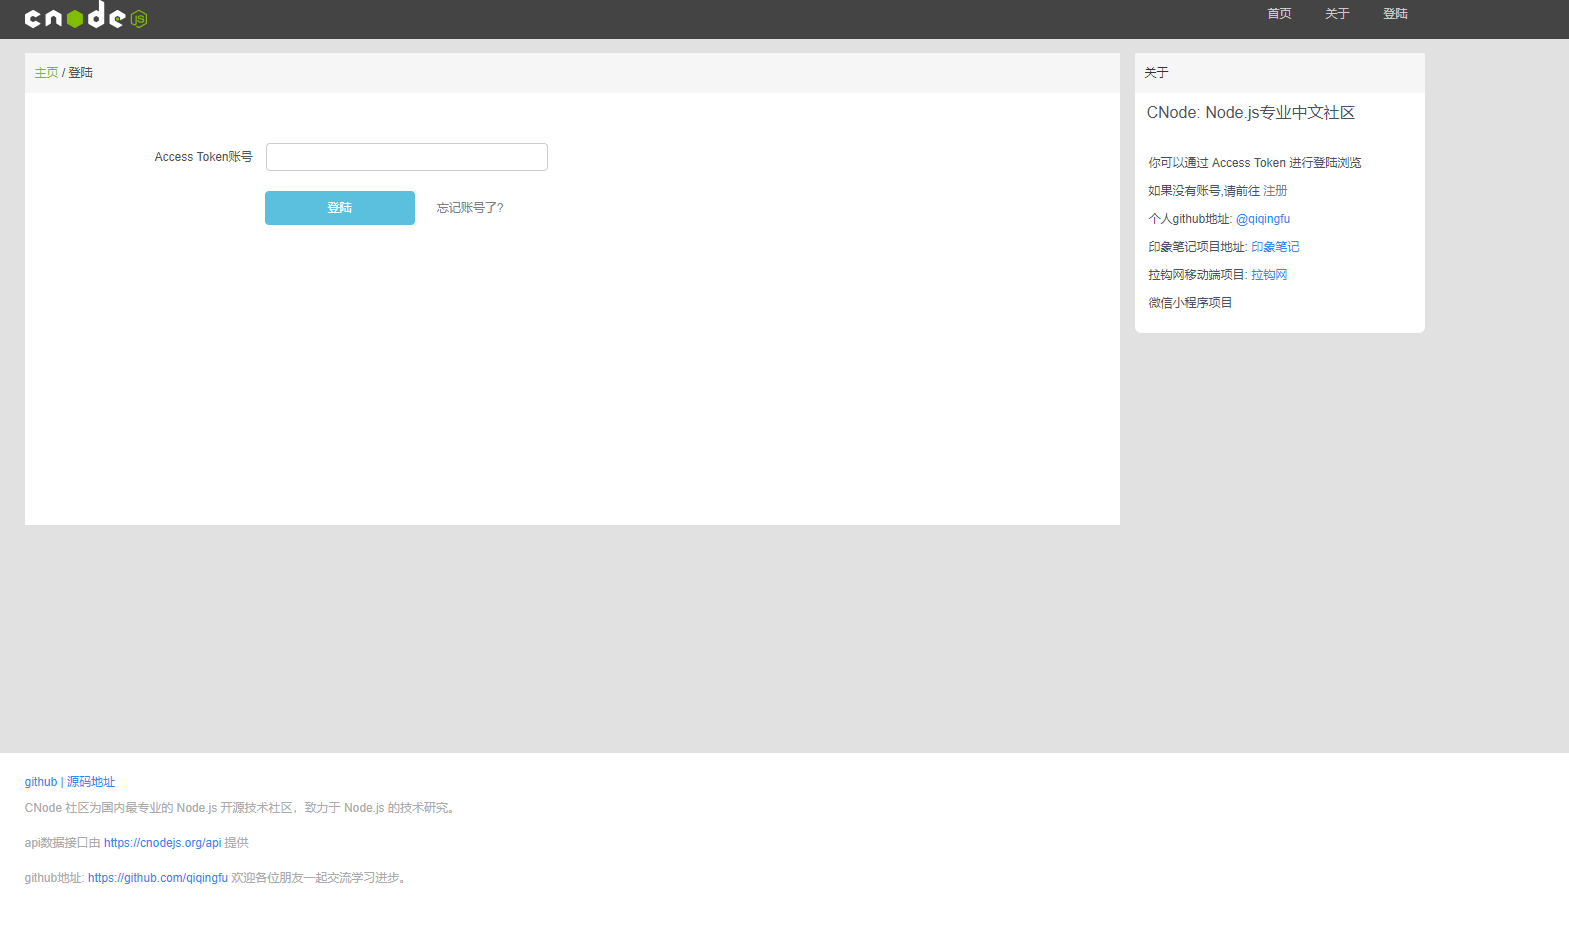 cnode JS
首页 关于 登陆
主页 / 登陆
Access Token账号
登陆 忘记账号了?
关于
CNode: Node.js专业中文社区
你可以通过 Access Token 进行登陆浏览
如果没有账号,请前往 注册
个人github地址: @qiqingfu
印象笔记项目地址: 印象笔记
拉钩网移动端项目: 拉钩网
微信小程序项目
github | 源码地址
CNode 社区为国内最专业的 Node.js 开源技术社区，致力于 Node.js 的技术研究。
api数据接口由 https://cnodejs.org/api 提供
github地址: https://github.com/qiqingfu 欢迎各位朋友一起交流学习进步。